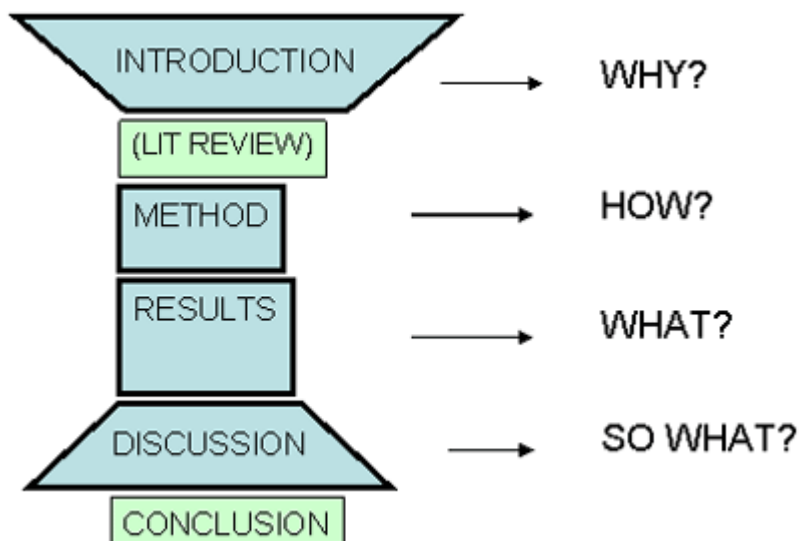 INTRODUCTION
WHY?
(LIT REVIEW)
METHOD
HOW?
RESULTS
WHAT?
DISCUSSION
SO WHAT?
CONCLUSION